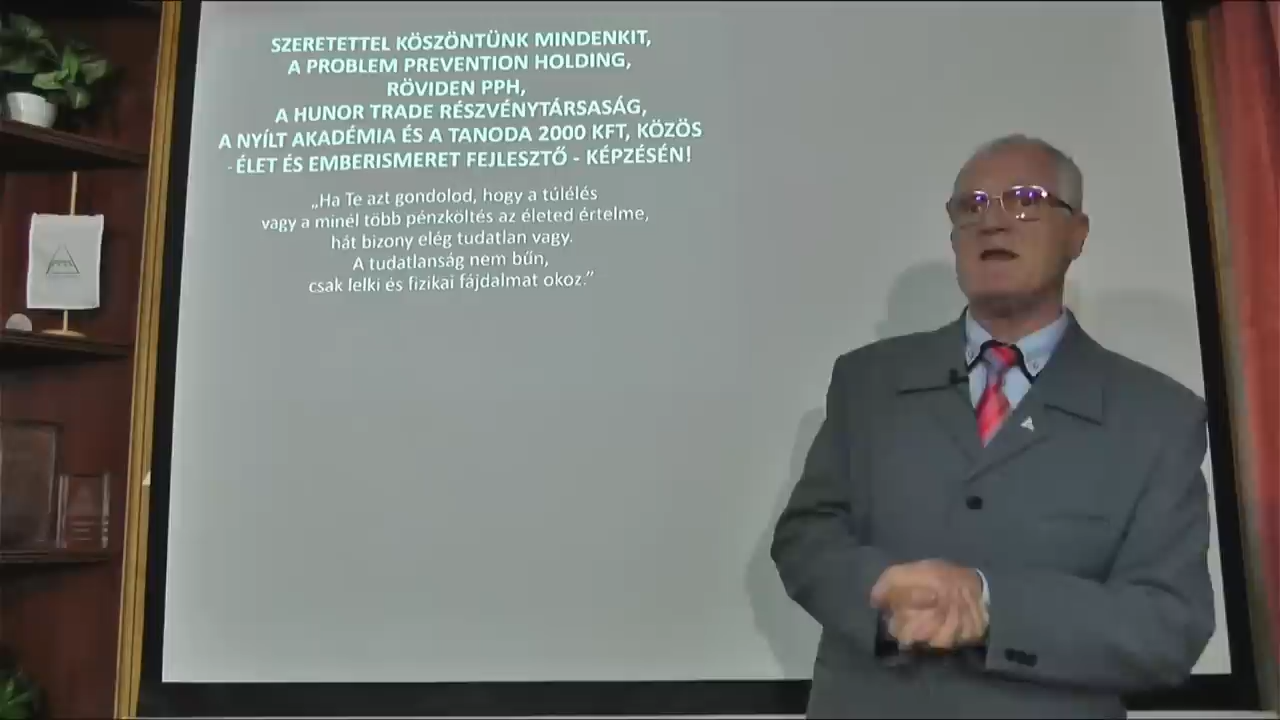 SZERETETTEL KÖSZÖNTÜNK MINDENKIT,
A PROBLEM PREVENTION HOLDING,
RÖVIDEN PPH,
A HUNOR TRADE RÉSZVÉNYTÁRSASÁG,
A NYÍLT AKADÉMIA ÉS A TANODA 2000 KFT, KÖZÖS
- ÉLET ÉS EMBERISMERET FEJLESZTŐ - KÉPZÉSÉN!
„Ha Te azt gondolod, hogy a túlélés
vagy a minél több pénzköltés az életed értelme,
hát bizony elég tudatlan vagy.
A tudatlanság nem bűn,
csak lelki és fizikai fájdalmat okoz.”